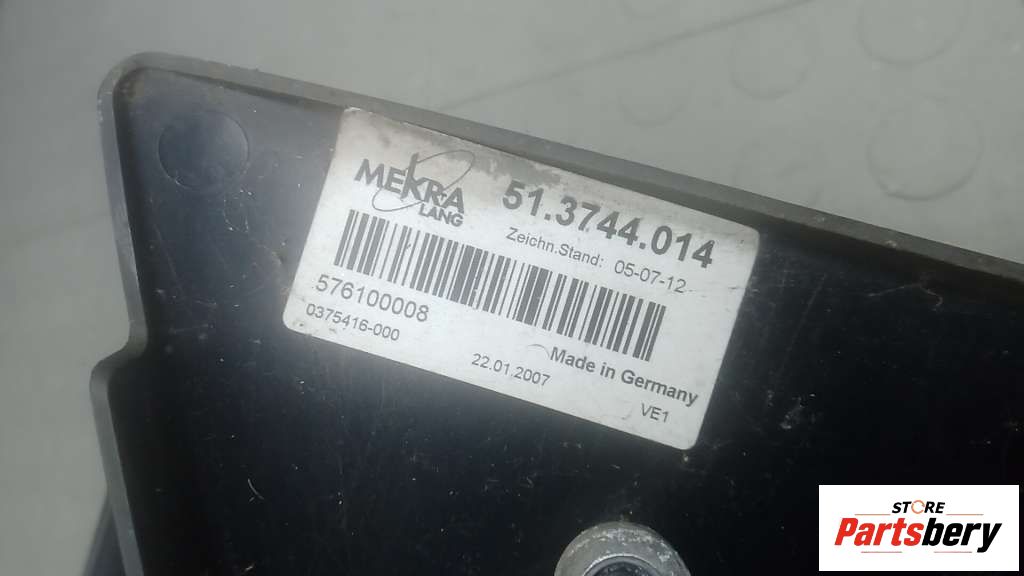 MEKRA
LANG
51.3744.014
Zeichn.Stand: 05-07-12
576100008
0375416-000
Made in Germany
22.01.2007
VE1
STORE
Partsbery